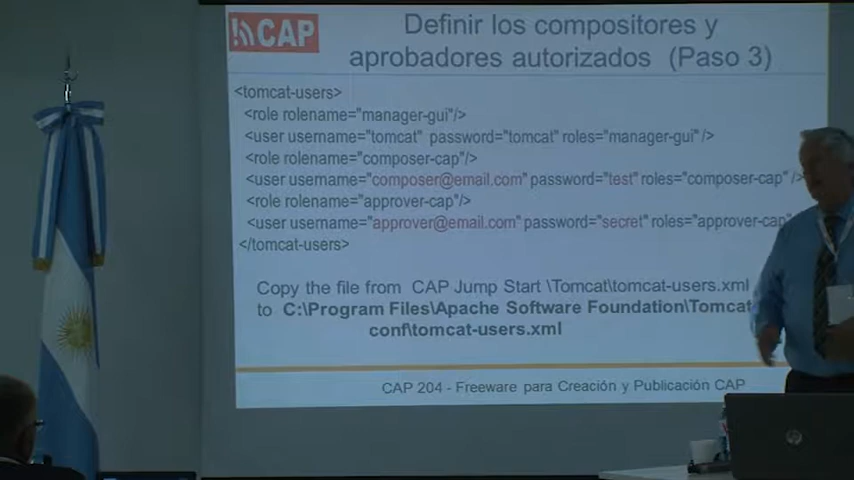 CAP
Definir los compositores y
aprobadores autorizados (Paso 3)
<tomcat-users>
<role rolename="manager-gui"/>
<user username="tomcat" password="tomcat" roles="manager-gui"/>
<role rolename="composer-cap"/>
<user username="composer@email.com" password="test" roles="composer-cap"/>
<role rolename="approver-cap"/>
<user username="approver@email.com" password="secret" roles="approver-cap"
</tomcat-users>
Copy the file from CAP Jump Start \Tomcat\tomcat-users.xml
to C:\Program Files\Apache Software Foundation\Tomcat
conf\tomcat-users.xml
CAP 204 - Freeware para Creación y Publicación CAP
hp